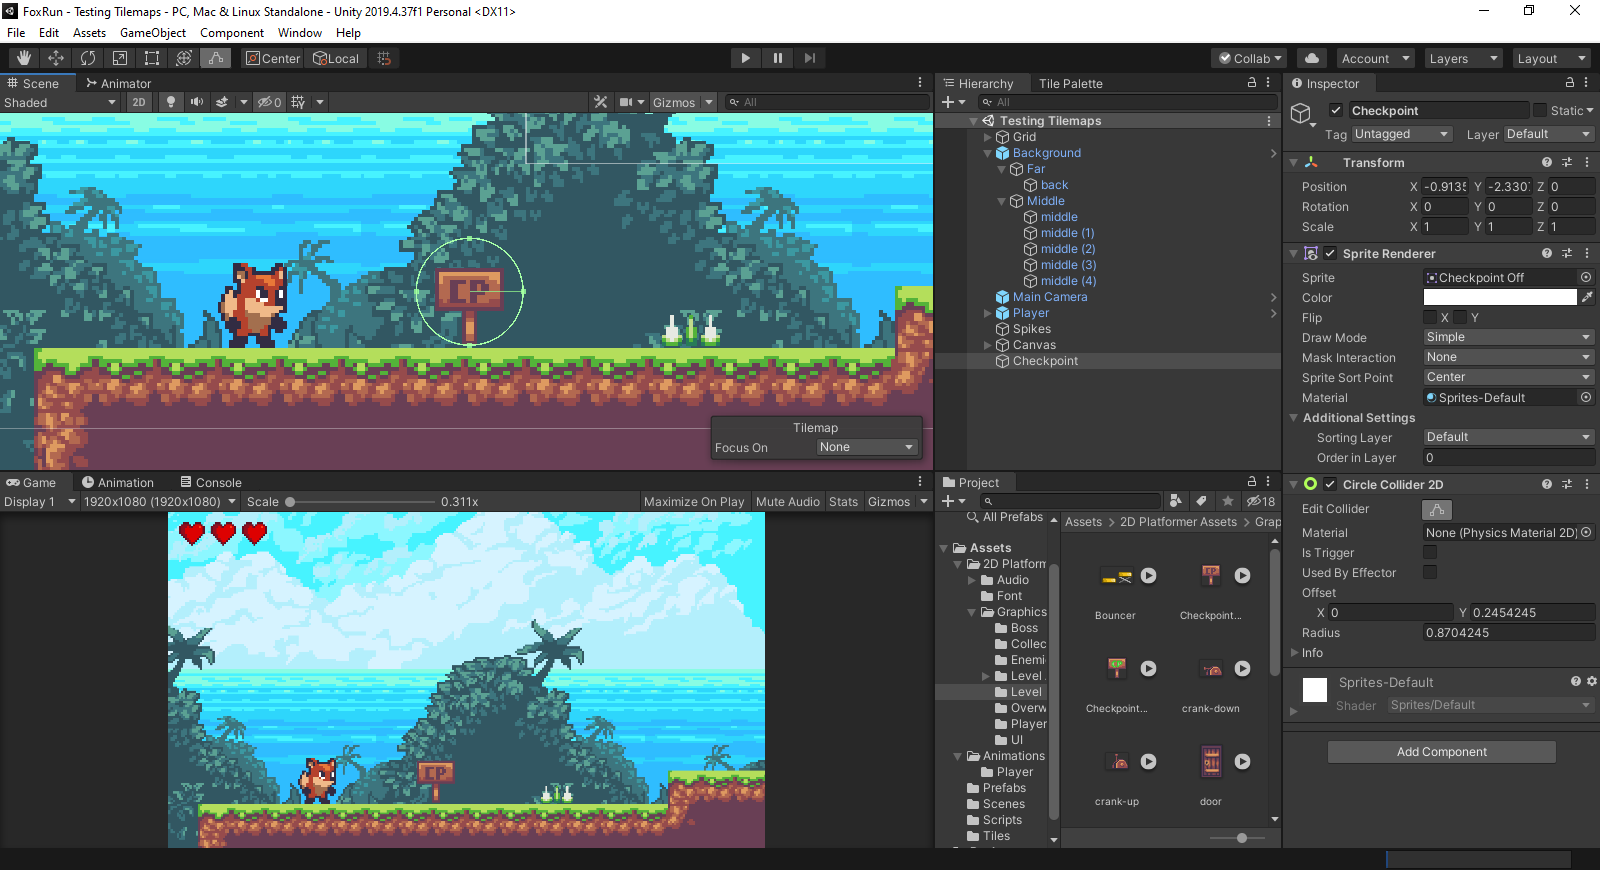 FoxRun - Testing Tilemaps - PC, Mac & Linux Standalone - Unity 2019.4.37f1 Personal <DX11>
File Edit Assets GameObject Component Window Help
Center Local Collab Account Layers Layout
Scene Animator
Shaded 2D 0 Gizmos All
CP
Tilemap
Focus On None
Game Animation Console
Display 1 1920x1080 (1920x1080) Scale 0.311x Maximize On Play Mute Audio Stats Gizmos
CP
Hierarchy Tile Palette
All
Testing Tilemaps
Grid
Background
Far
back
Middle
middle
middle (1)
middle (2)
middle (3)
middle (4)
Main Camera
Player
Spikes
Canvas
Checkpoint
Project
18
All Prefabs
Assets
2D Platform
Audio
Font
Graphics
Boss
Collec
Enemi
Level
Level
Overw
Player
UI
Animations
Player
Prefabs
Scenes
Scripts
Tiles
Assets > 2D Platformer Assets > Grap
Bouncer Checkpoint...
Checkpoint... crank-down
crank-up door
Inspector
Checkpoint Static
Tag Untagged Layer Default
Transform
Position X -0.9135 Y -2.3307 Z 0
Rotation X 0 Y 0 Z 0
Scale X 1 Y 1 Z 1
Sprite Renderer
Sprite Checkpoint Off
Color
Flip X Y
Draw Mode Simple
Mask Interaction None
Sprite Sort Point Center
Material Sprites-Default
Additional Settings
Sorting Layer Default
Order in Layer 0
Circle Collider 2D
Edit Collider
Material None (Physics Material 2D)
Is Trigger
Used By Effector
Offset
X 0 Y 0.2454245
Radius 0.8704245
Info
Sprites-Default
Shader Sprites/Default
Add Component